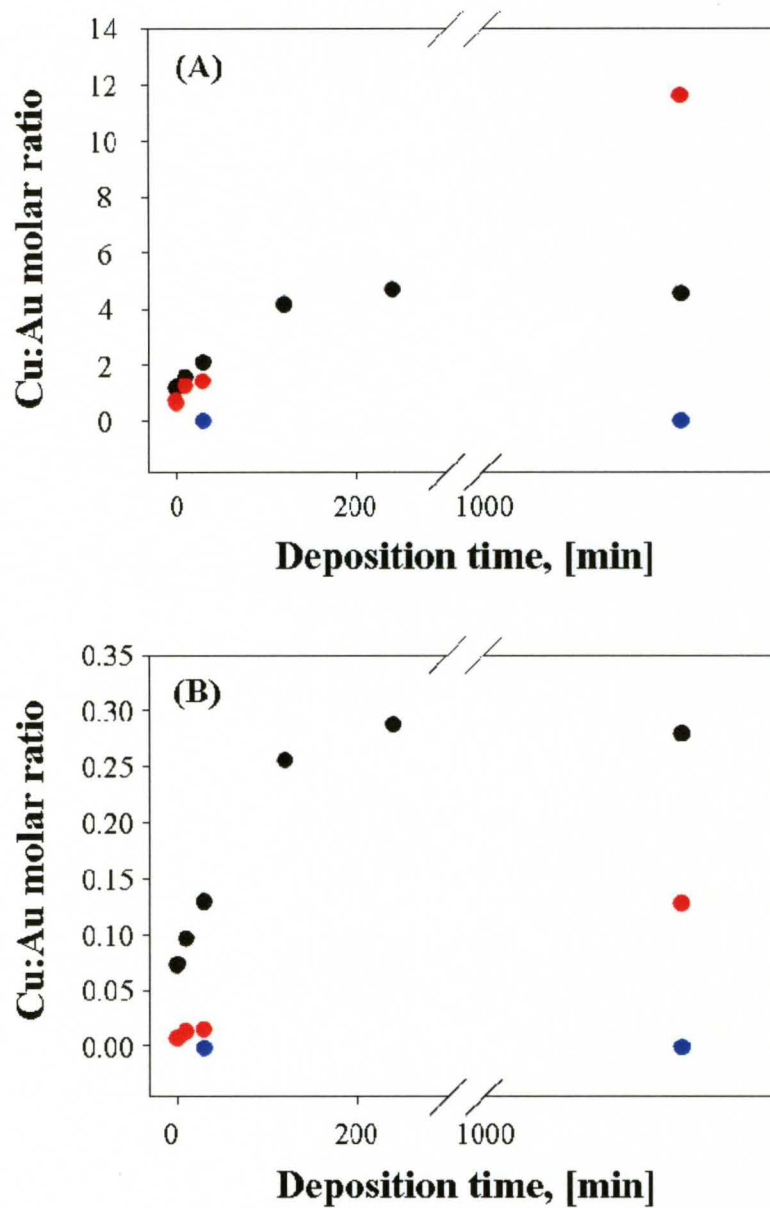 14
(A)
12
10
8
6
4
2
0
Cu:Au molar ratio
0 200 1000
Deposition time, [min]
0.35
(B)
0.30
0.25
0.20
0.15
0.10
0.05
0.00
Cu:Au molar ratio
0 200 1000
Deposition time, [min]